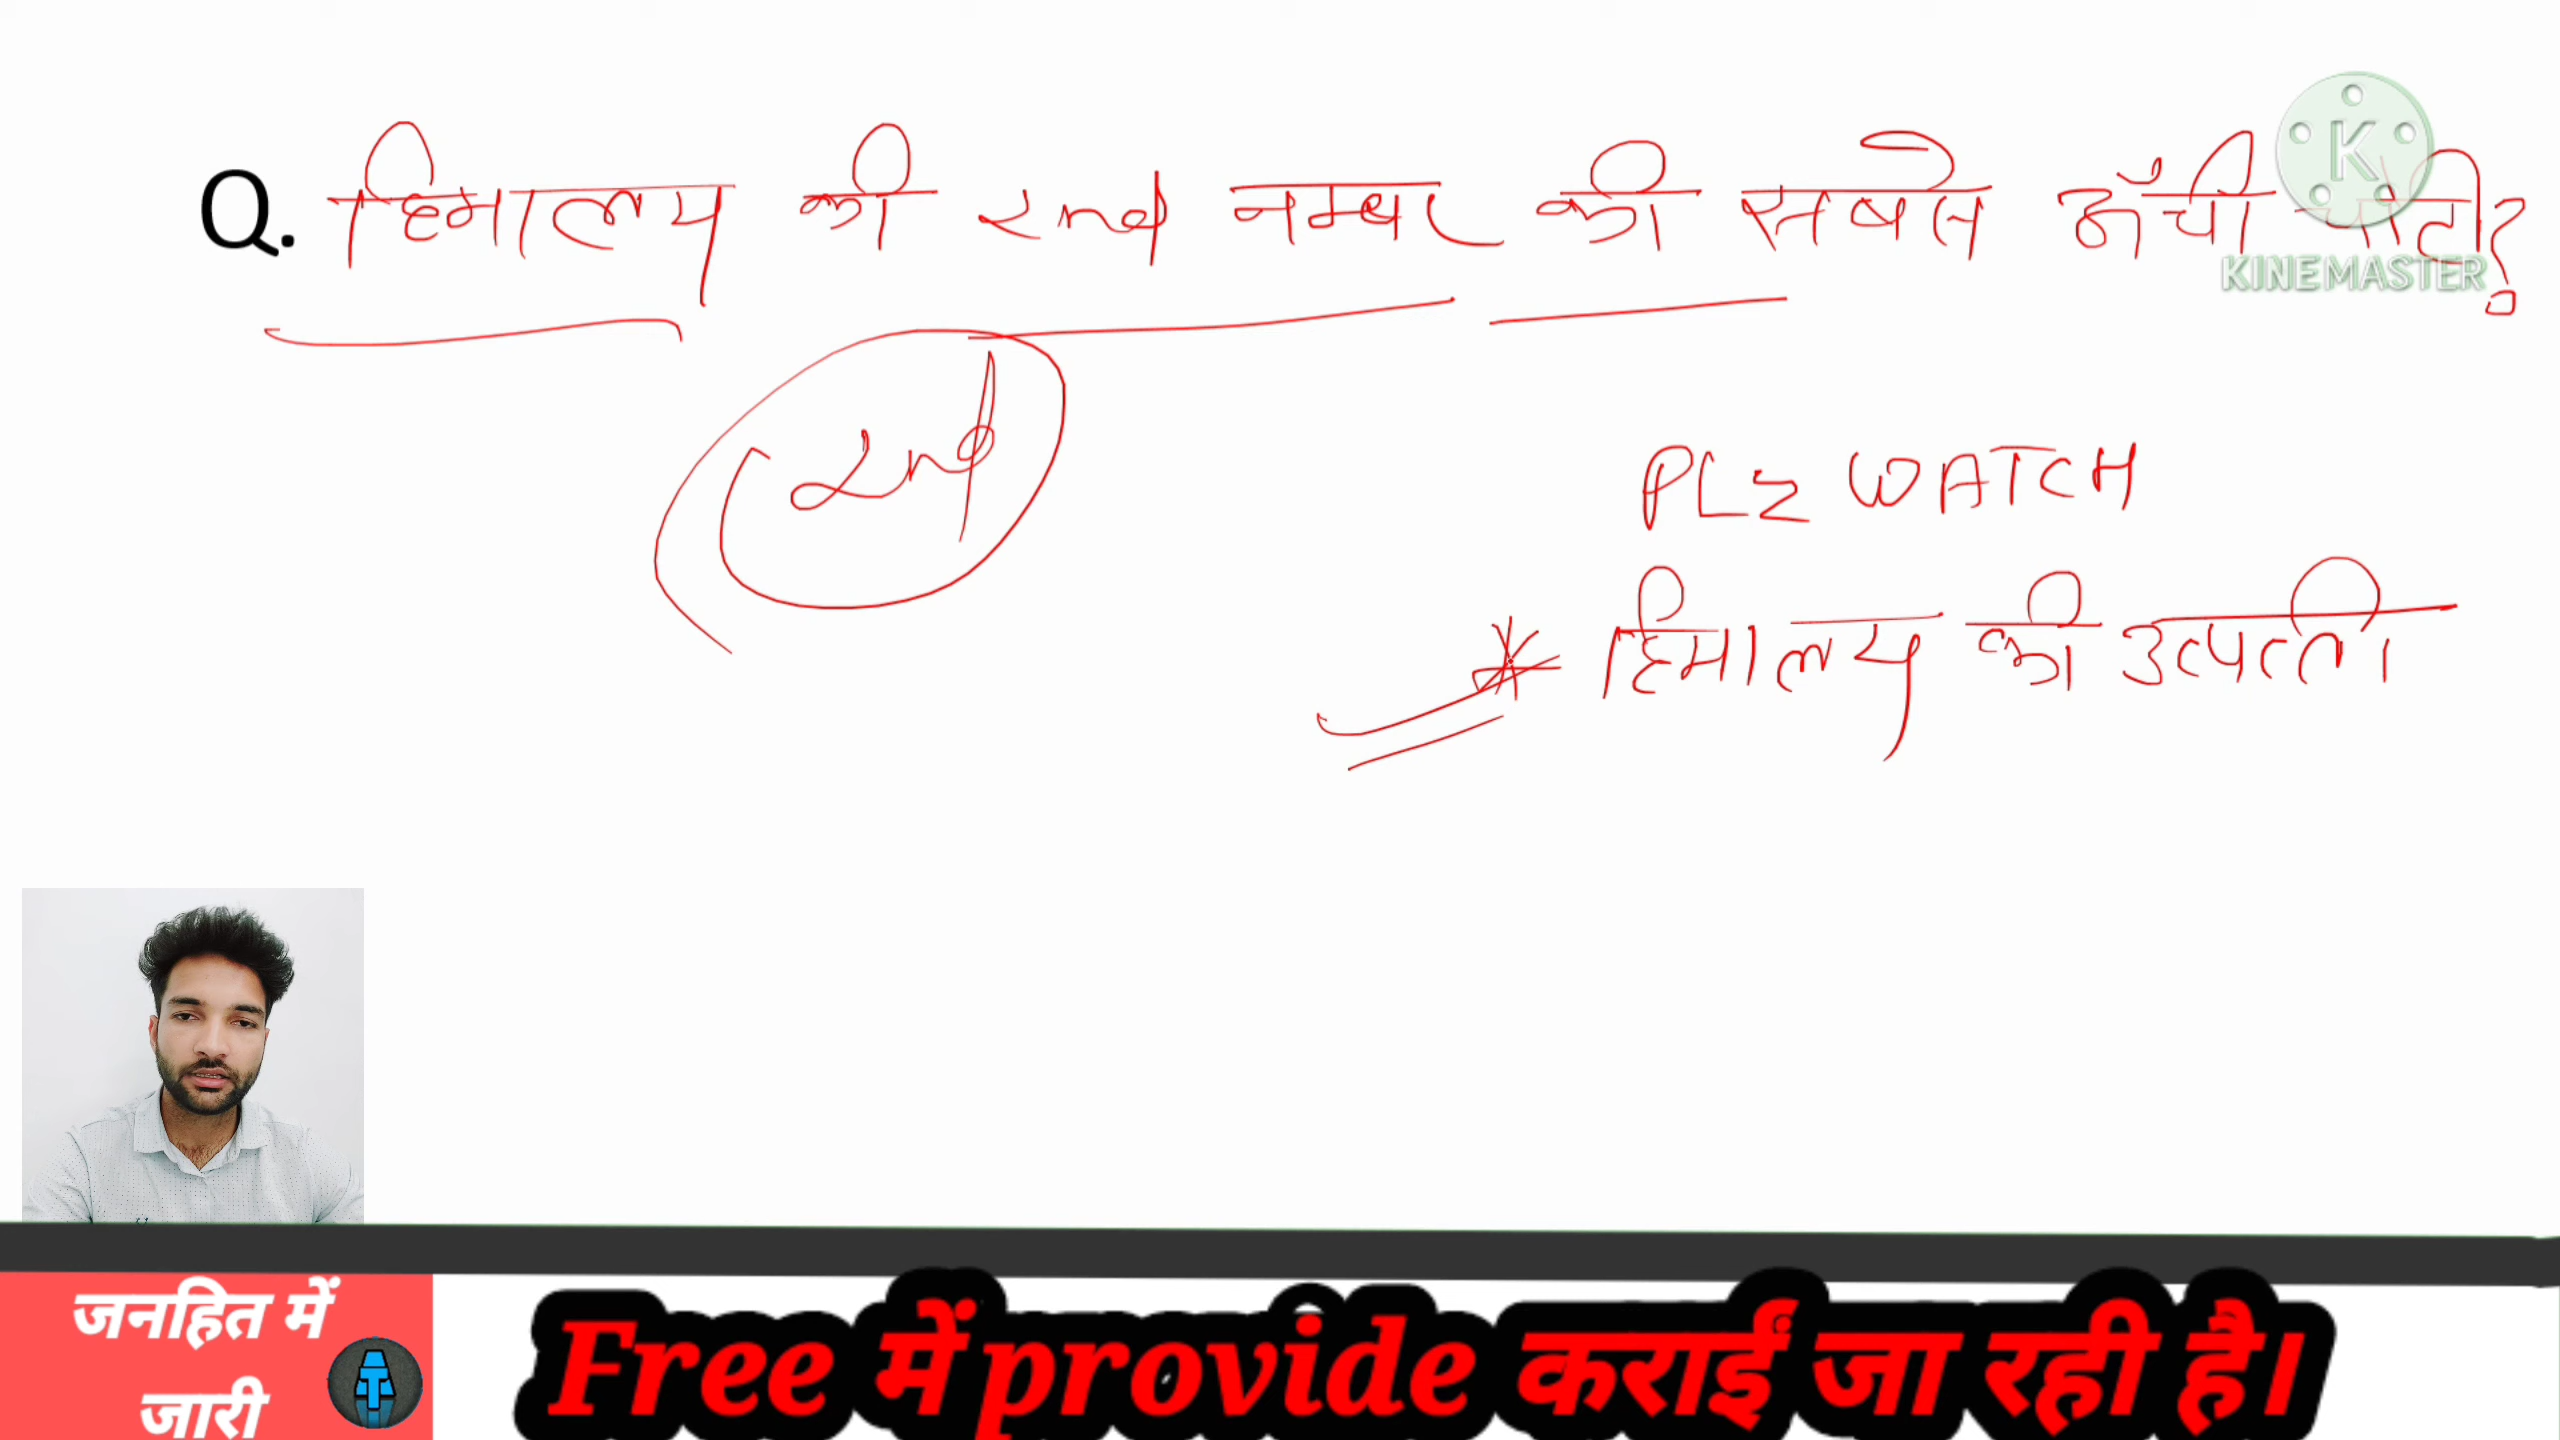 Q. हिमालय की 2nd नम्बर की सबसे ऊँची चोटी?
KINEMASTER
2nd
PLZ WATCH
* हिमालय की उत्पत्ती।
जनहित में
जारी
Free में provide कराईं जा रही है।